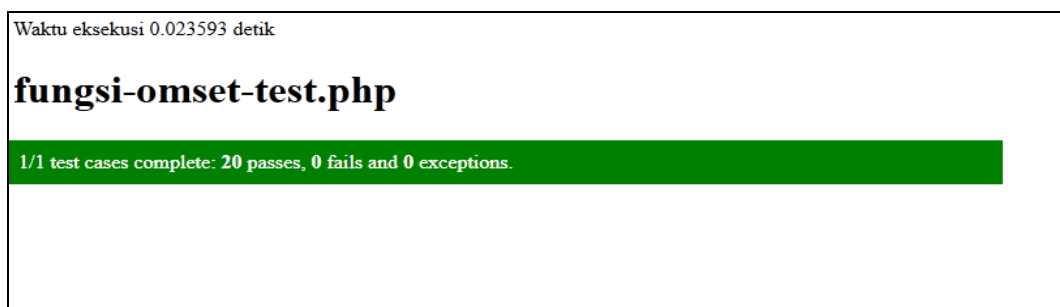 Waktu eksekusi 0.023593 detik
fungsi-omset-test.php
1/1 test cases complete: 20 passes, 0 fails and 0 exceptions.